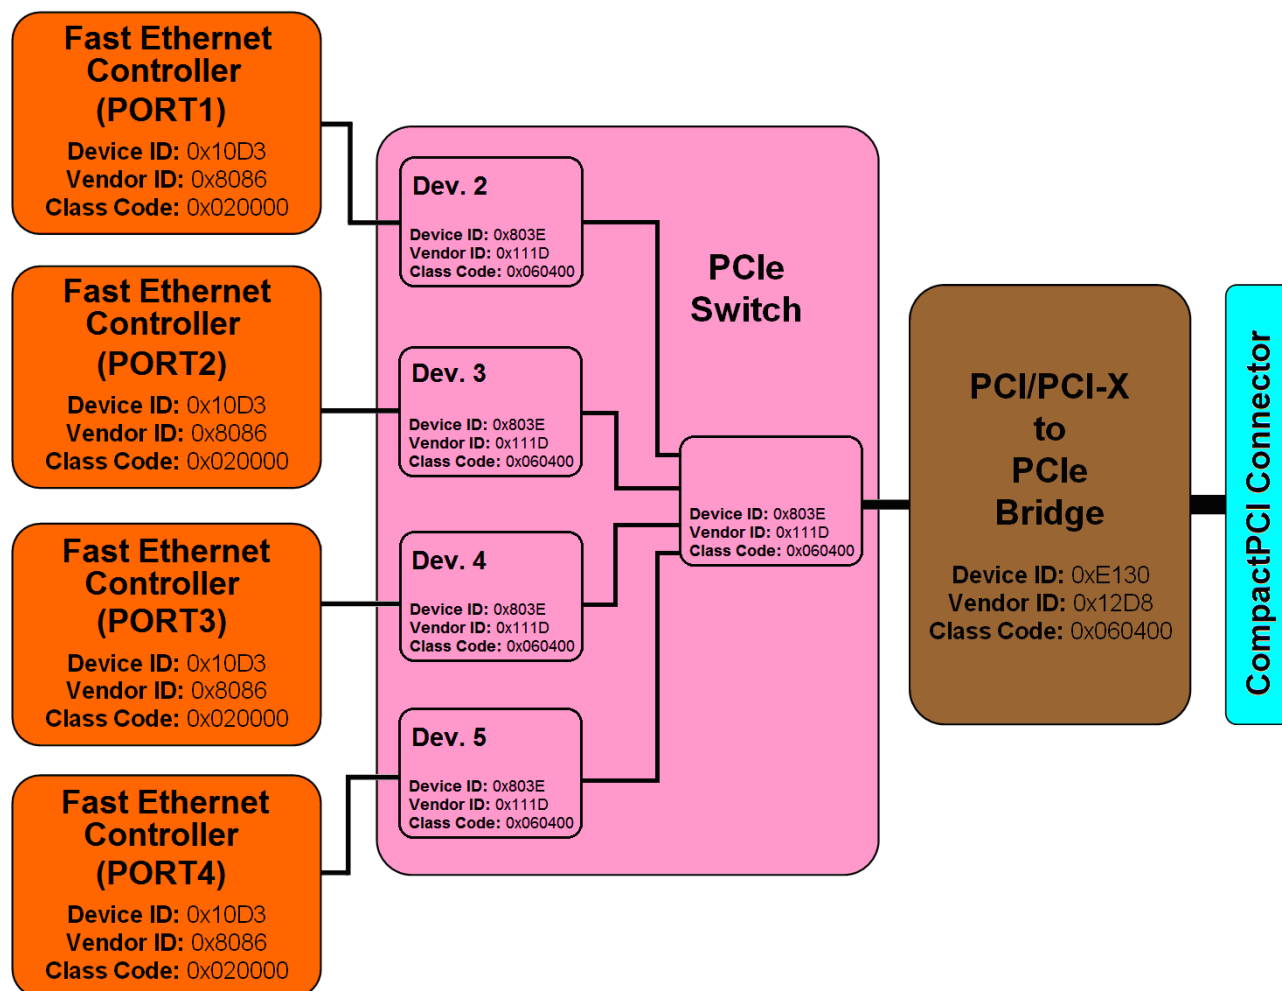 Fast Ethernet
Controller
(PORT1)
Device ID: 0x10D3
Vendor ID: 0x8086
Class Code: 0x020000
Fast Ethernet
Controller
(PORT2)
Device ID: 0x10D3
Vendor ID: 0x8086
Class Code: 0x020000
Fast Ethernet
Controller
(PORT3)
Device ID: 0x10D3
Vendor ID: 0x8086
Class Code: 0x020000
Fast Ethernet
Controller
(PORT4)
Device ID: 0x10D3
Vendor ID: 0x8086
Class Code: 0x020000
Dev. 2
Device ID: 0x803E
Vendor ID: 0x111D
Class Code: 0x060400
Dev. 3
Device ID: 0x803E
Vendor ID: 0x111D
Class Code: 0x060400
Dev. 4
Device ID: 0x803E
Vendor ID: 0x111D
Class Code: 0x060400
Dev. 5
Device ID: 0x803E
Vendor ID: 0x111D
Class Code: 0x060400
PCIe
Switch
Device ID: 0x803E
Vendor ID: 0x111D
Class Code: 0x060400
PCI/PCI-X
to
PCIe
Bridge
Device ID: 0xE130
Vendor ID: 0x12D8
Class Code: 0x060400
CompactPCI Connector